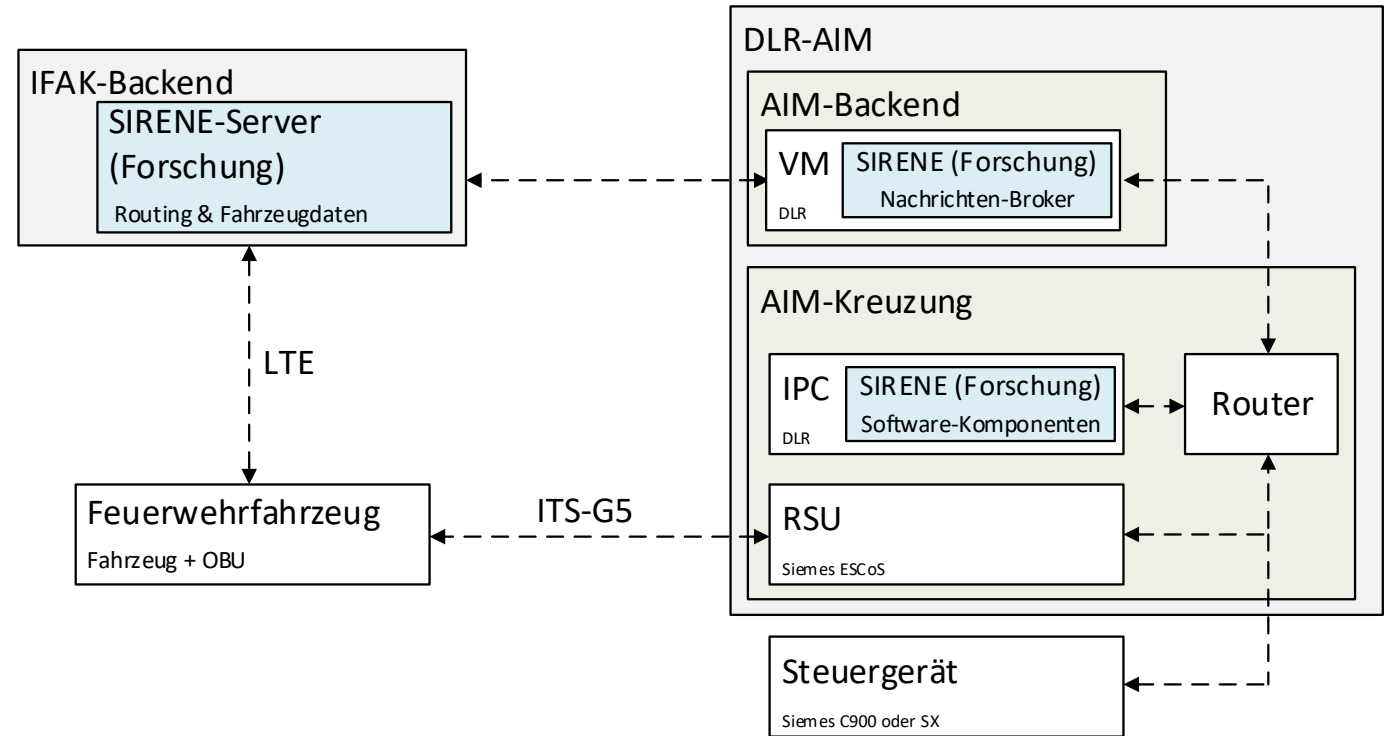 DLR-AIM
IFAK-Backend
SIRENE-Server
(Forschung)
Routing & Fahrzeugdaten
AIM-Backend
VM
DLR
SIRENE (Forschung)
Nachrichten-Broker
AIM-Kreuzung
LTE
IPC
DLR
SIRENE (Forschung)
Software-Komponenten
Router
Feuerwehrfahrzeug
Fahrzeug + OBU
ITS-G5
RSU
Siemes ESCoS
Steuergerät
Siemes C900 oder SX